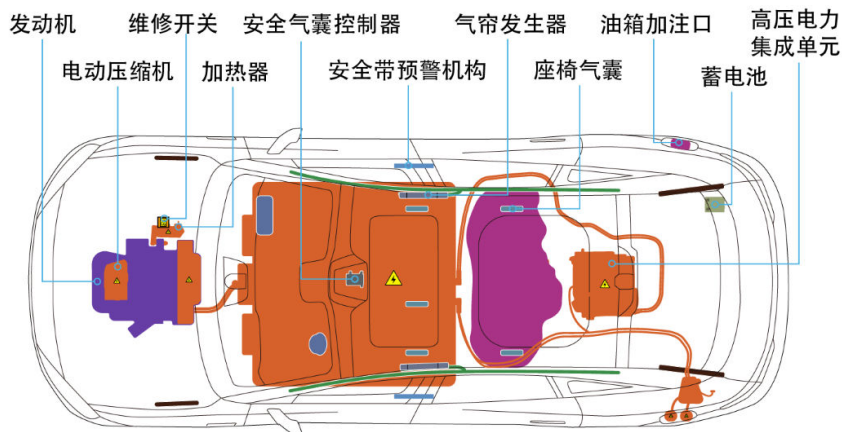 发动机
维修开关
安全气囊控制器
气帘发生器
油箱加注口
高压电力
集成单元
电动压缩机
加热器
安全带预警机构
座椅气囊
蓄电池